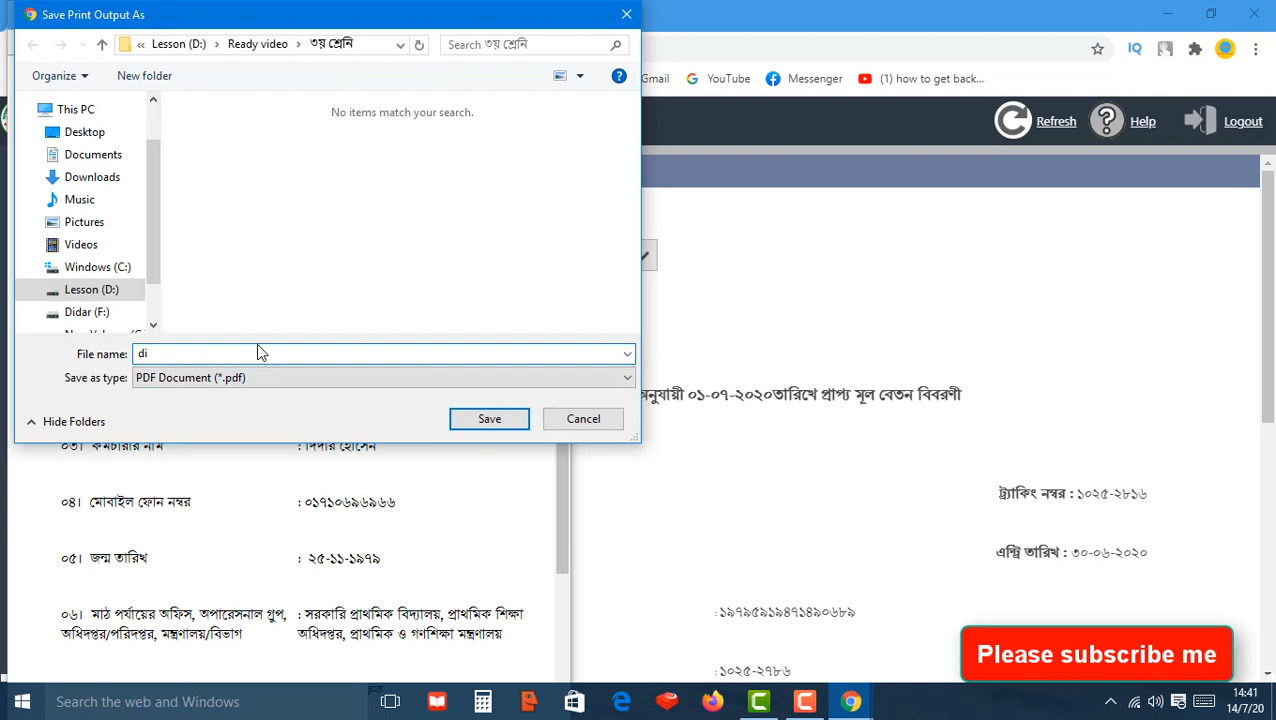 Save Print Output As
« Lesson (D:) Ready video ৩য় শ্রেনি
Search ৩য় শ্রেনি
Organize
New folder
This PC
Desktop
Documents
Downloads
Music
Pictures
Videos
Windows (C:)
Lesson (D:)
Didar (F:)
No items match your search.
File name: di
Save as type: PDF Document (*.pdf)
Hide Folders
Save
Cancel
IQ
Gmail
YouTube
Messenger
(1) how to get back...
Refresh
Help
Logout
অনুযায়ী ০১-০৭-২০২০তারিখে প্রাপ্য মূল বেতন বিবরণী
ট্র্যাকিং নম্বর : ১০২৫-২৮১৬
এন্ট্রি তারিখ : ৩০-০৬-২০২০
০৩। কর্মচারীর নাম : দিদার হোসেন
০৪। মোবাইল ফোন নম্বর : ০১৭১০৬৯৬৯৬৬
০৫। জন্ম তারিখ : ২৫-১১-১৯৭৯
০৬। মাঠ পর্যায়ের অফিস, অপারেসনাল গ্রুপ, : সরকারি প্রাথমিক বিদ্যালয়, প্রাথমিক শিক্ষা
অধিদপ্তর/পরিদপ্তর, মন্ত্রণালয়/বিভাগ অধিদপ্তর, প্রাথমিক ও গণশিক্ষা মন্ত্রণালয়
: ১৯৭৯৫৯১৯৪৭১৪৯০৬৮৯
: ১০২৫-২৭৮৬
Please subscribe me
Search the web and Windows
14:41
14/7/20